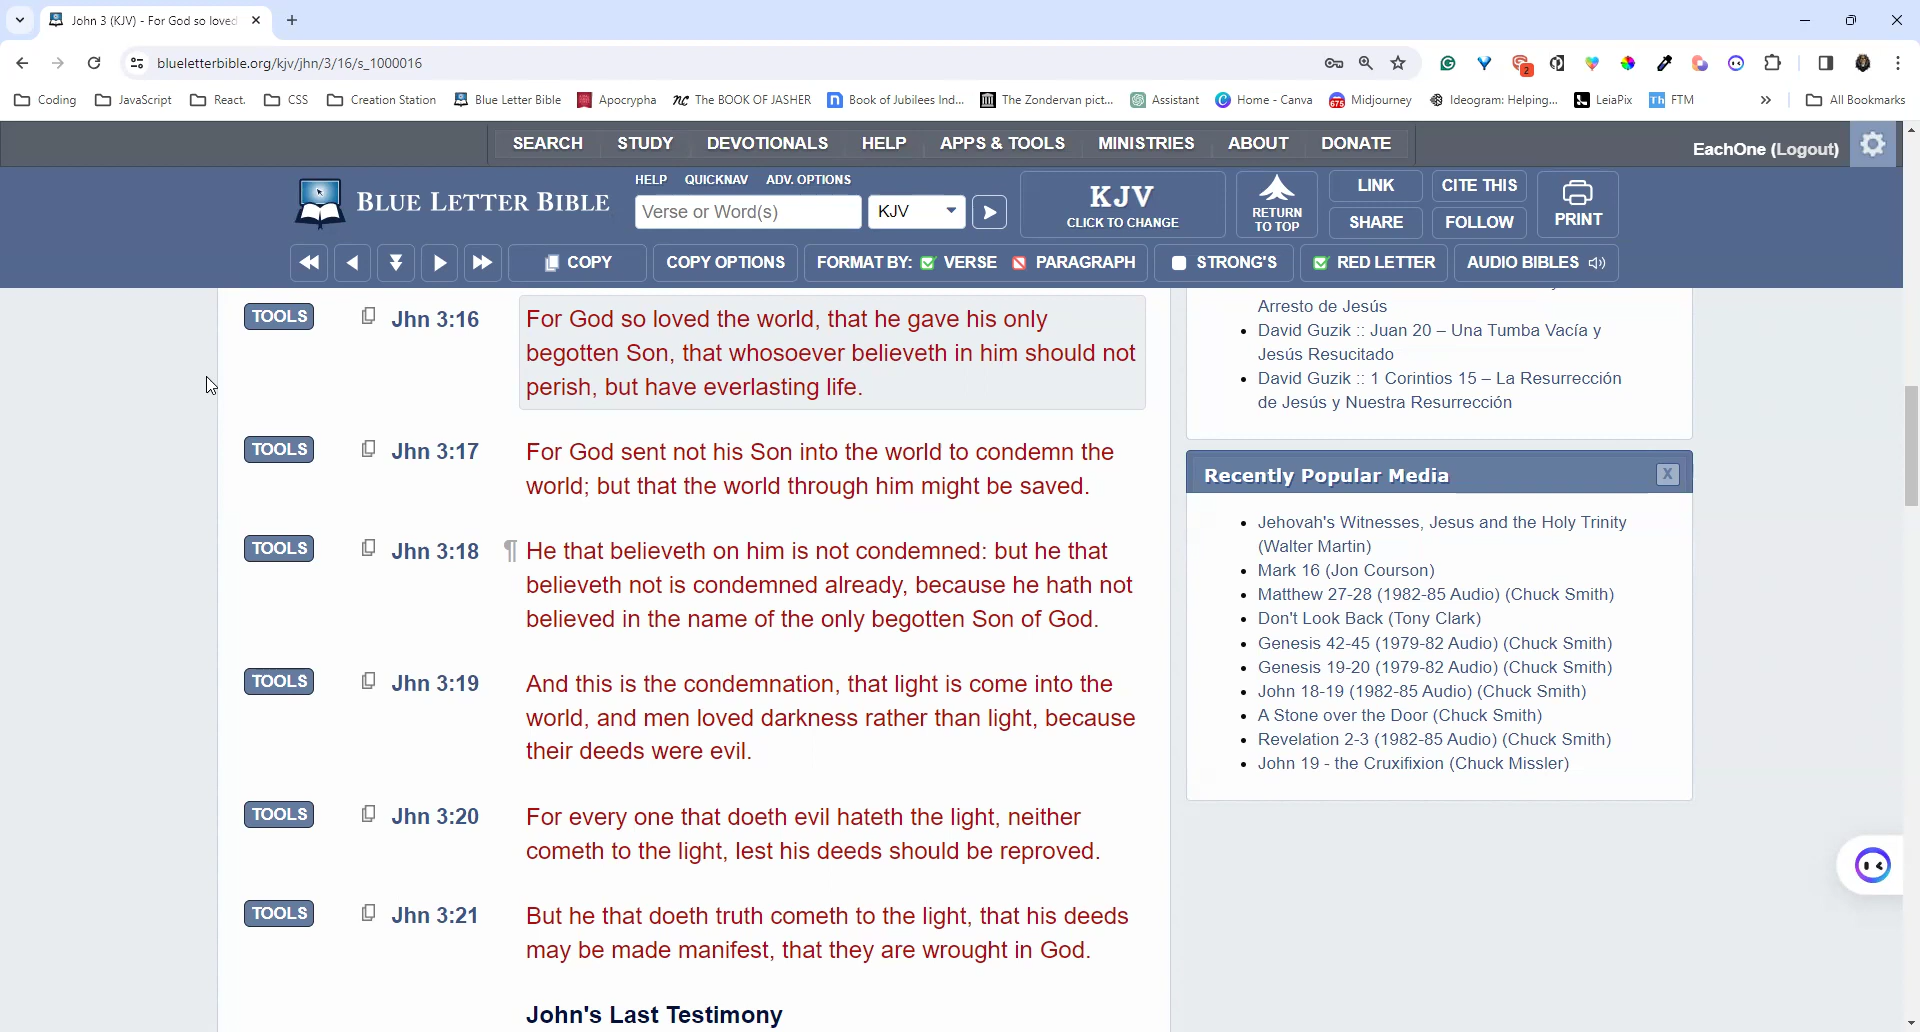 John 3 (KJV) - For God so loved
blueletterbible.org/kjv/jhn/3/16/s_1000016
2
Coding JavaScript React. CSS Creation Station Blue Letter Bible Apocrypha The BOOK OF JASHER Book of Jubilees Ind... The Zondervan pict... Assistant Home - Canva Midjourney Ideogram: Helping... LeiaPix FTM » All Bookmarks
SEARCH STUDY DEVOTIONALS HELP APPS & TOOLS MINISTRIES ABOUT DONATE
EachOne (Logout)
HELP QUICKNAV ADV. OPTIONS
BLUE LETTER BIBLE
Verse or Word(s) KJV
KJV
CLICK TO CHANGE
RETURN
TO TOP
LINK CITE THIS
SHARE FOLLOW
PRINT
COPY COPY OPTIONS FORMAT BY: VERSE PARAGRAPH STRONG'S RED LETTER AUDIO BIBLES
TOOLS Jhn 3:16 For God so loved the world, that he gave his only
begotten Son, that whosoever believeth in him should not
perish, but have everlasting life.
TOOLS Jhn 3:17 For God sent not his Son into the world to condemn the
world; but that the world through him might be saved.
TOOLS Jhn 3:18 ¶ He that believeth on him is not condemned: but he that
believeth not is condemned already, because he hath not
believed in the name of the only begotten Son of God.
TOOLS Jhn 3:19 And this is the condemnation, that light is come into the
world, and men loved darkness rather than light, because
their deeds were evil.
TOOLS Jhn 3:20 For every one that doeth evil hateth the light, neither
cometh to the light, lest his deeds should be reproved.
TOOLS Jhn 3:21 But he that doeth truth cometh to the light, that his deeds
may be made manifest, that they are wrought in God.
John's Last Testimony
Arresto de Jesús
• David Guzik :: Juan 20 – Una Tumba Vacía y
Jesús Resucitado
• David Guzik :: 1 Corintios 15 – La Resurrección
de Jesús y Nuestra Resurrección
Recently Popular Media X
• Jehovah's Witnesses, Jesus and the Holy Trinity
(Walter Martin)
• Mark 16 (Jon Courson)
• Matthew 27-28 (1982-85 Audio) (Chuck Smith)
• Don't Look Back (Tony Clark)
• Genesis 42-45 (1979-82 Audio) (Chuck Smith)
• Genesis 19-20 (1979-82 Audio) (Chuck Smith)
• John 18-19 (1982-85 Audio) (Chuck Smith)
• A Stone over the Door (Chuck Smith)
• Revelation 2-3 (1982-85 Audio) (Chuck Smith)
• John 19 - the Cruxifixion (Chuck Missler)